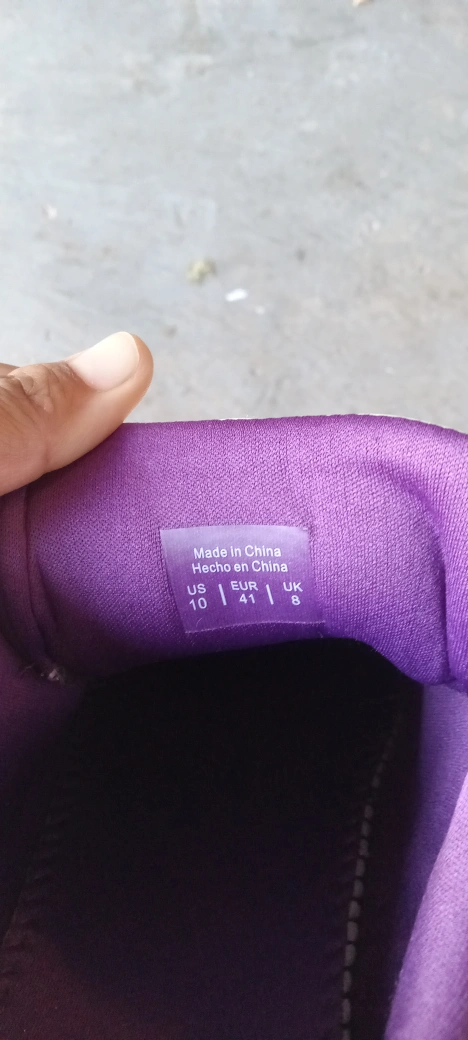 Made in China
Hecho en China
US | EUR | UK
10 41 8